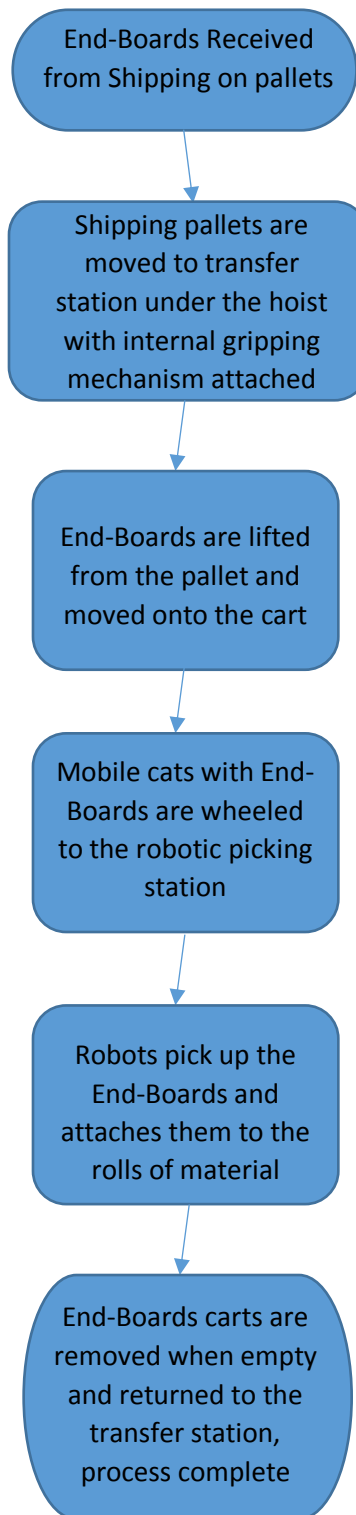 End-Boards Received
from Shipping on pallets
Shipping pallets are
moved to transfer
station under the hoist
with internal gripping
mechanism attached
End-Boards are lifted
from the pallet and
moved onto the cart
Mobile cats with End-
Boards are wheeled
to the robotic picking
station
Robots pick up the
End-Boards and
attaches them to the
rolls of material
End-Boards carts are
removed when empty
and returned to the
transfer station,
process complete